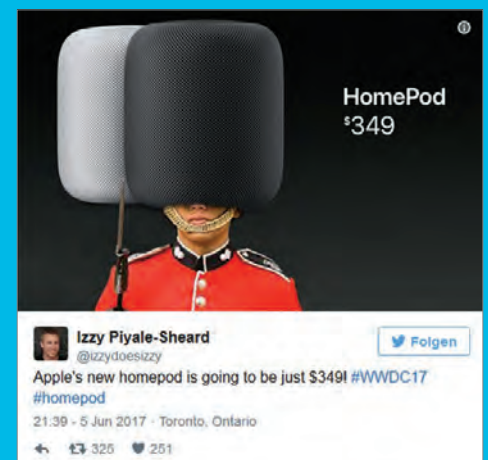 HomePod
$349
Izzy Piyale-Sheard
@izzydoesizzy
Folgen
Apple's new homepod is going to be just $349! #WWDC17
#homepod
21:39 - 5 Jun 2017 · Toronto, Ontario
325 251